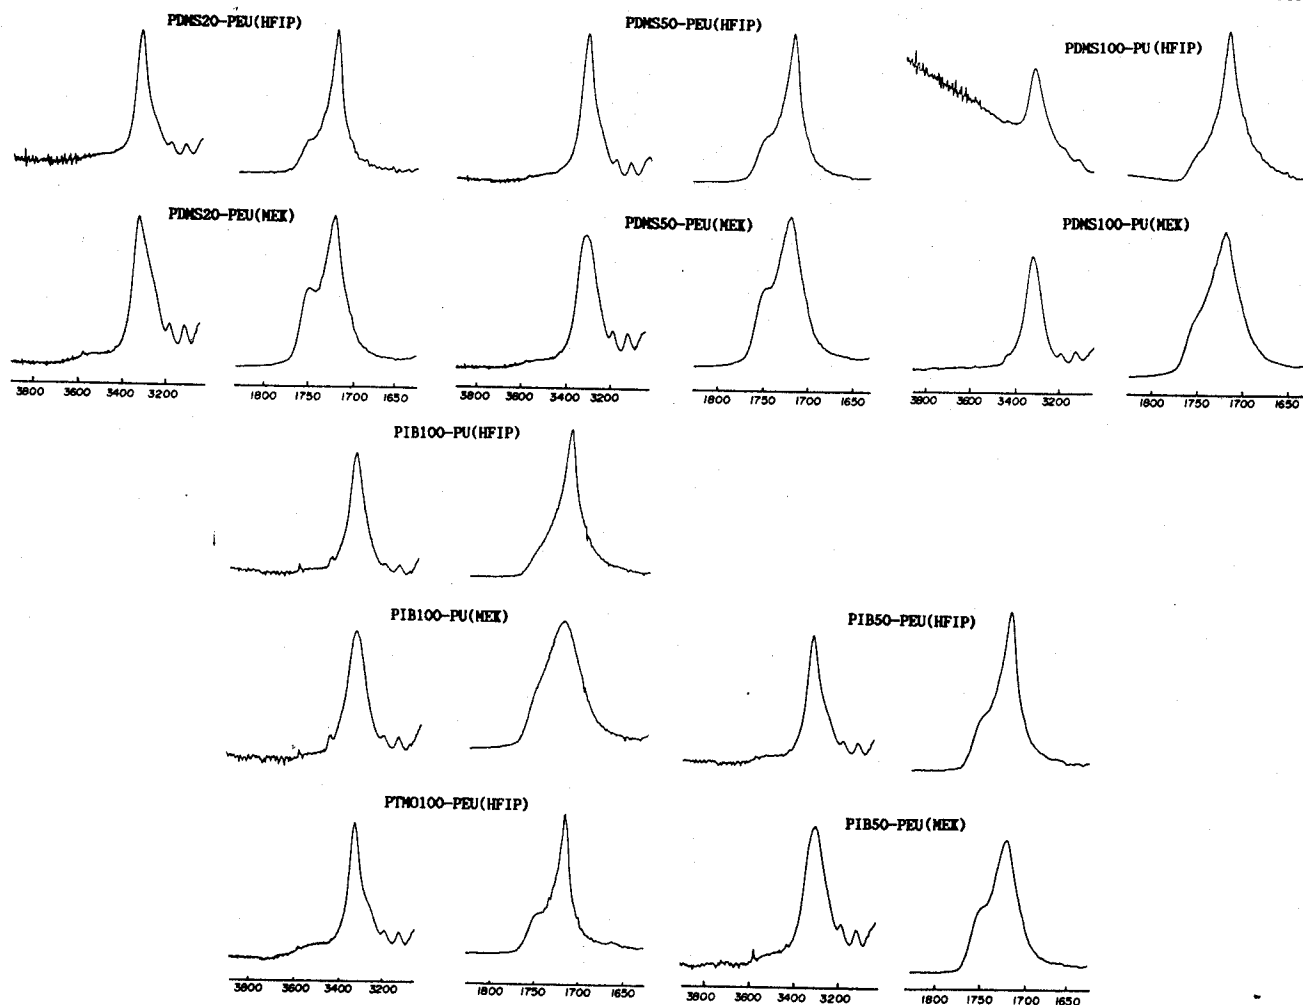 PDMS20-PEU(HFIP)
PDMS50-PEU(HFIP)
PDMS100-PU(HFIP)
PDMS20-PEU(MEK)
PDMS50-PEU(MEK)
PDMS100-PU(MEK)
3800 3400 3200
1800 1750 1700 1650
3800 3400 3200
1800 1750 1700 1650
3800 3400 3200
1800 1750 1700 1650
PIB100-PU(HFIP)
PIB100-PU(MEK)
PIB50-PEU(HFIP)
PTMO100-PEU(HFIP)
PIB50-PEU(MEK)
3800 3600 3400 3200
1800 1750 1700 1650
3800 3600 3400 3200
1800 1750 1700 1650